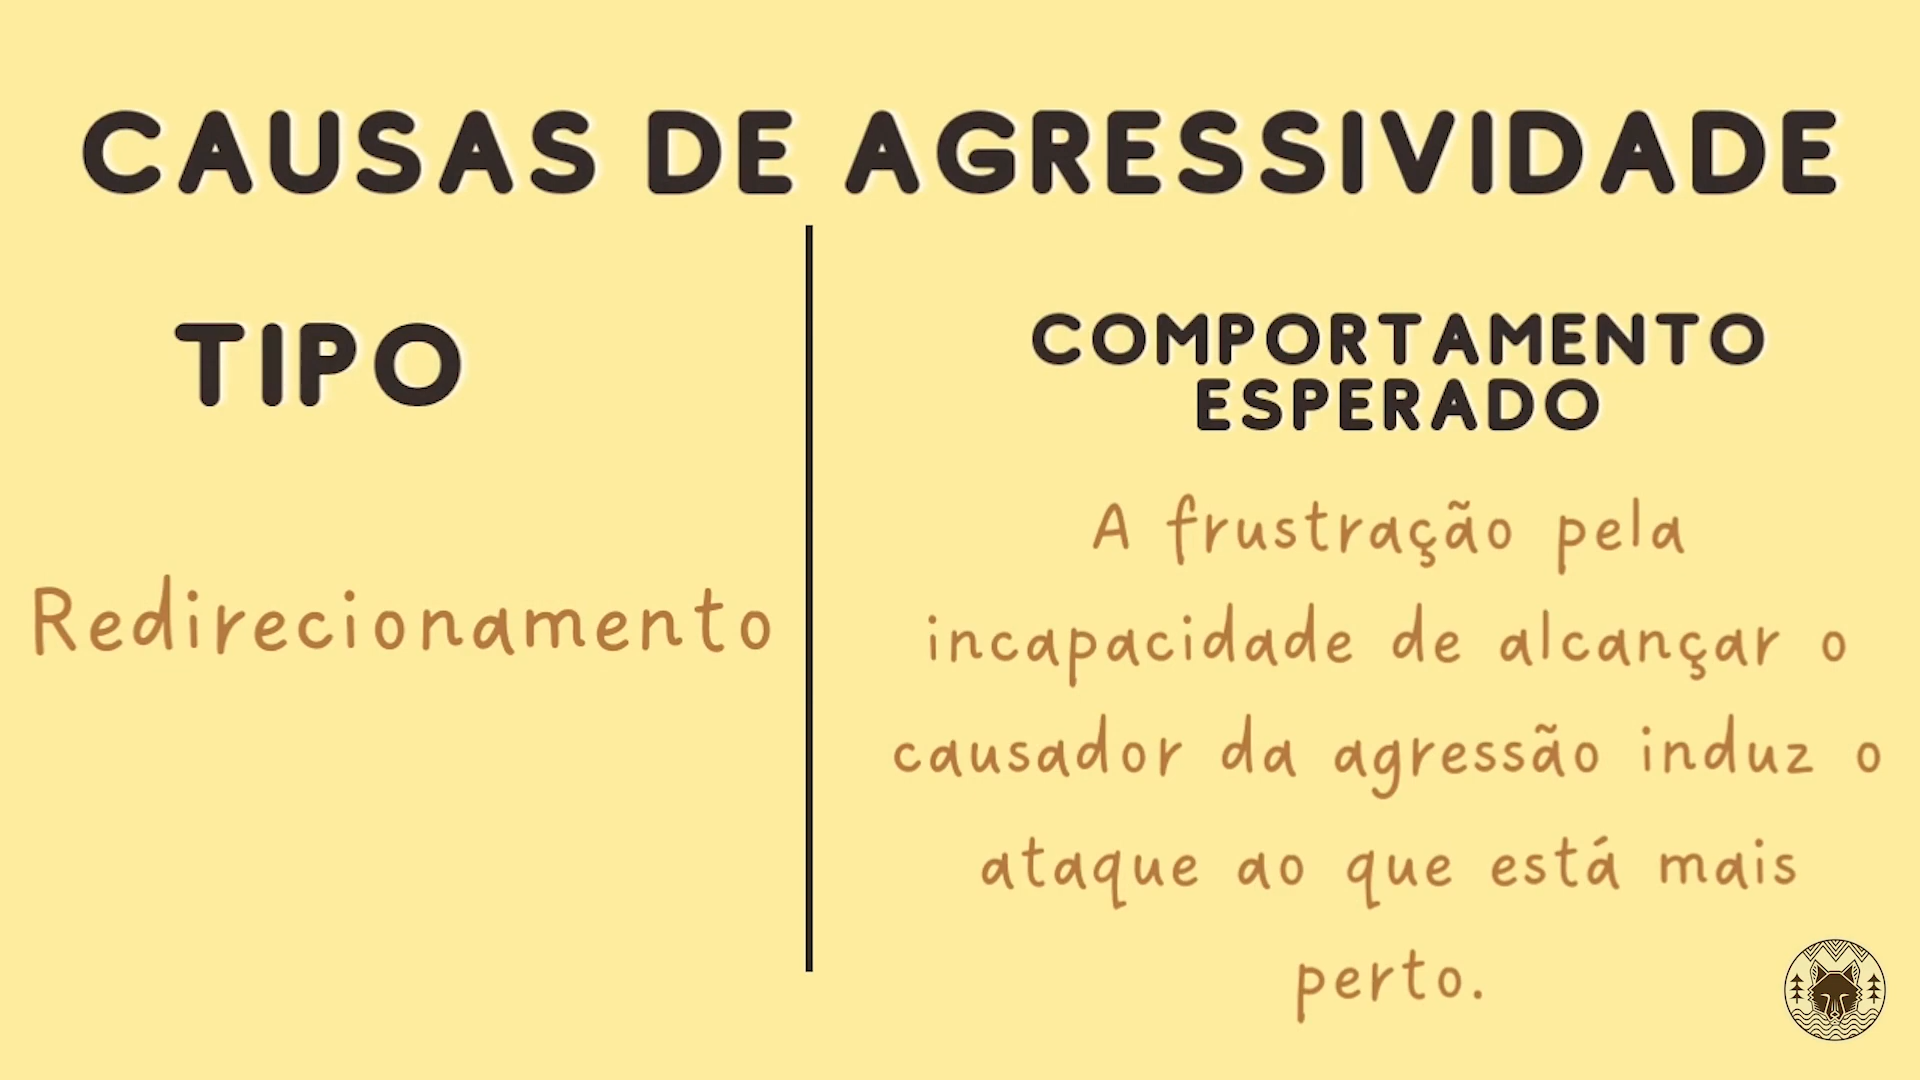 CAUSAS DE AGRESSIVIDADE
TIPO
Redirecionamento
COMPORTAMENTO
ESPERADO
A frustração pela
incapacidade de alcançar o
causador da agressão induz o
ataque ao que está mais
perto.